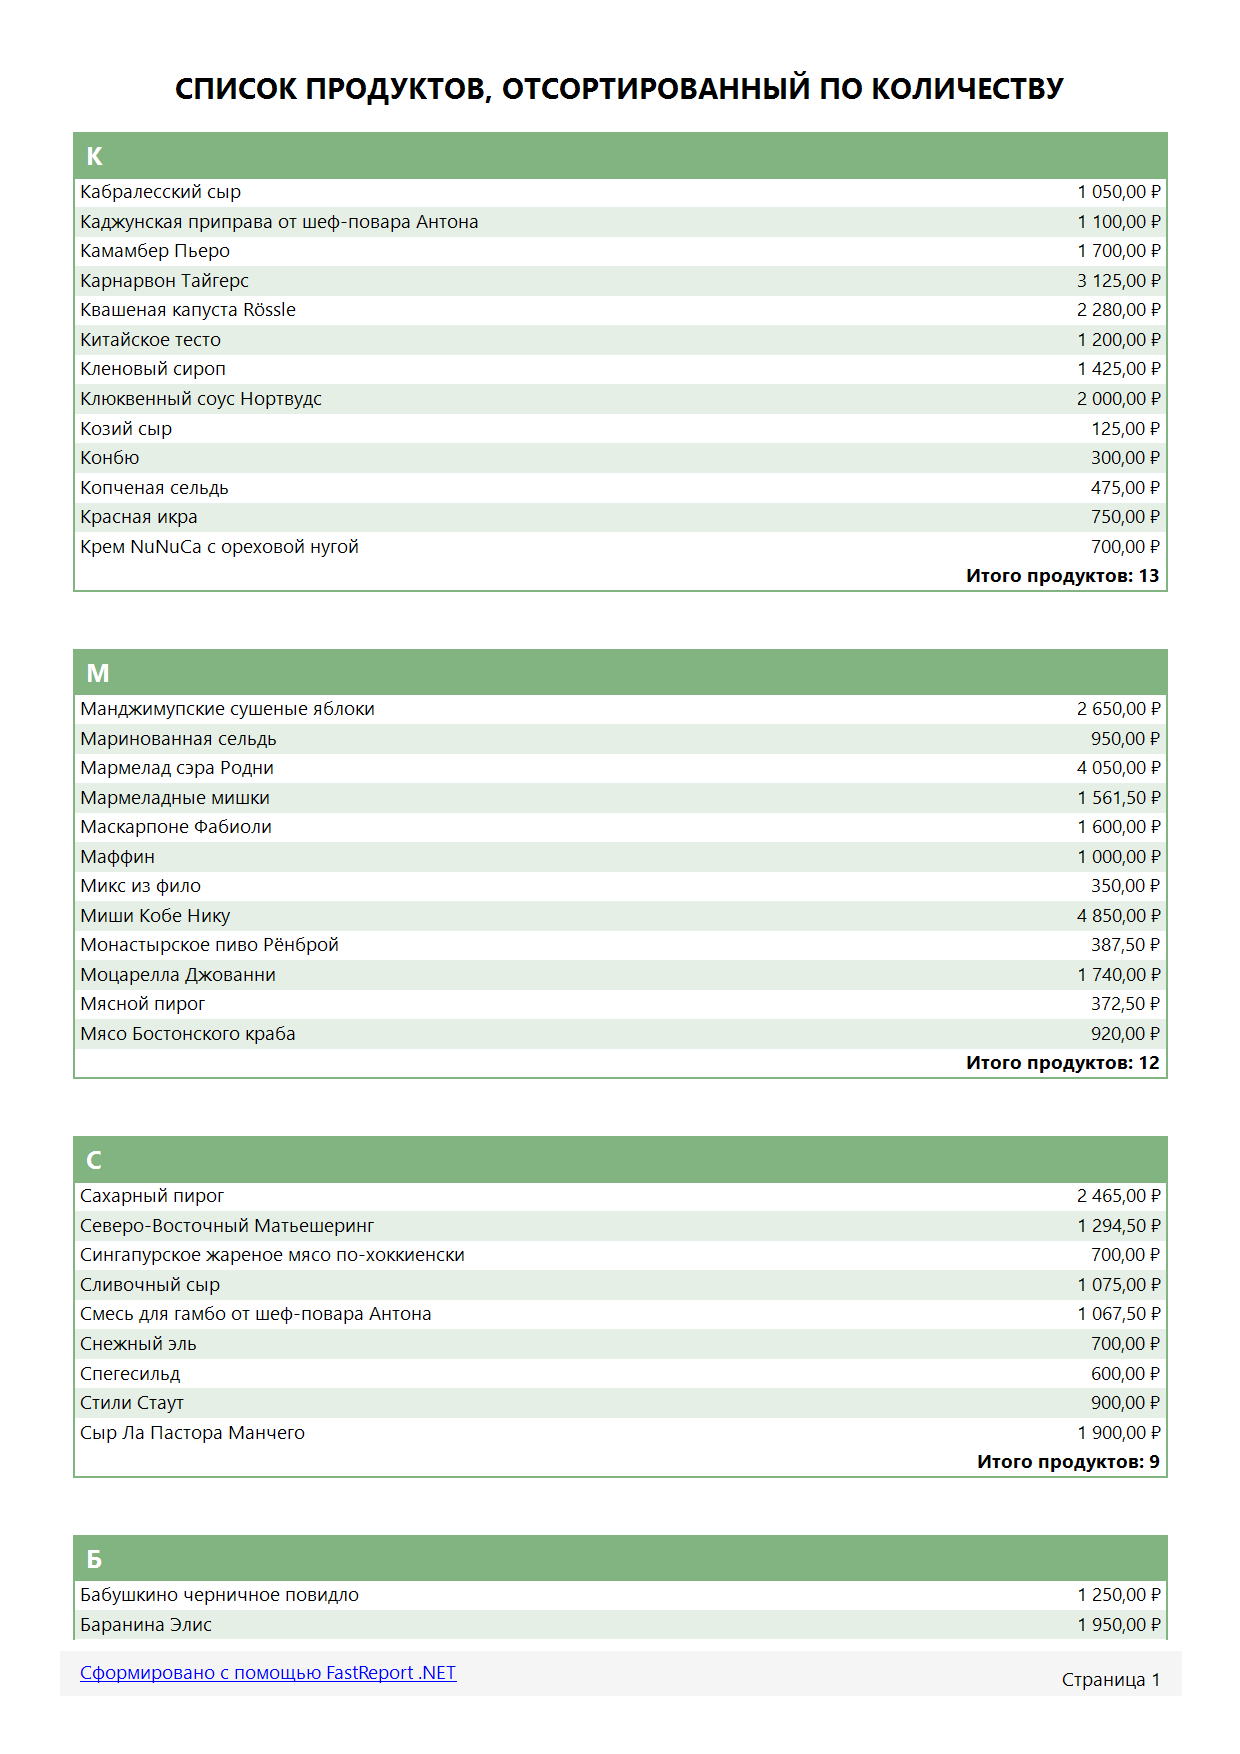 СПИСОК ПРОДУКТОВ, ОТСОРТИРОВАННЫЙ ПО КОЛИЧЕСТВУ
К
Кабралесский сыр 1 050,00 ₽
Каджунская приправа от шеф-повара Антона 1 100,00 ₽
Камамбер Пьеро 1 700,00 ₽
Карнарвон Тайгерс 3 125,00 ₽
Квашеная капуста Rössle 2 280,00 ₽
Китайское тесто 1 200,00 ₽
Кленовый сироп 1 425,00 ₽
Клюквенный соус Нортвудс 2 000,00 ₽
Козий сыр 125,00 ₽
Конбю 300,00 ₽
Копченая сельдь 475,00 ₽
Красная икра 750,00 ₽
Крем NuNuCa с ореховой нугой 700,00 ₽
Итого продуктов: 13
М
Манджимупские сушеные яблоки 2 650,00 ₽
Маринованная сельдь 950,00 ₽
Мармелад сэра Родни 4 050,00 ₽
Мармеладные мишки 1 561,50 ₽
Маскарпоне Фабиоли 1 600,00 ₽
Маффин 1 000,00 ₽
Микс из фило 350,00 ₽
Миши Кобе Нику 4 850,00 ₽
Монастырское пиво Рёнброй 387,50 ₽
Моцарелла Джованни 1 740,00 ₽
Мясной пирог 372,50 ₽
Мясо Бостонского краба 920,00 ₽
Итого продуктов: 12
С
Сахарный пирог 2 465,00 ₽
Северо-Восточный Матьешеринг 1 294,50 ₽
Сингапурское жареное мясо по-хоккиенски 700,00 ₽
Сливочный сыр 1 075,00 ₽
Смесь для гамбо от шеф-повара Антона 1 067,50 ₽
Снежный эль 700,00 ₽
Спегесильд 600,00 ₽
Стили Стаут 900,00 ₽
Сыр Ла Пастора Манчего 1 900,00 ₽
Итого продуктов: 9
Б
Бабушкино черничное повидло 1 250,00 ₽
Баранина Элис 1 950,00 ₽
Сформировано с помощью FastReport .NET
Страница 1